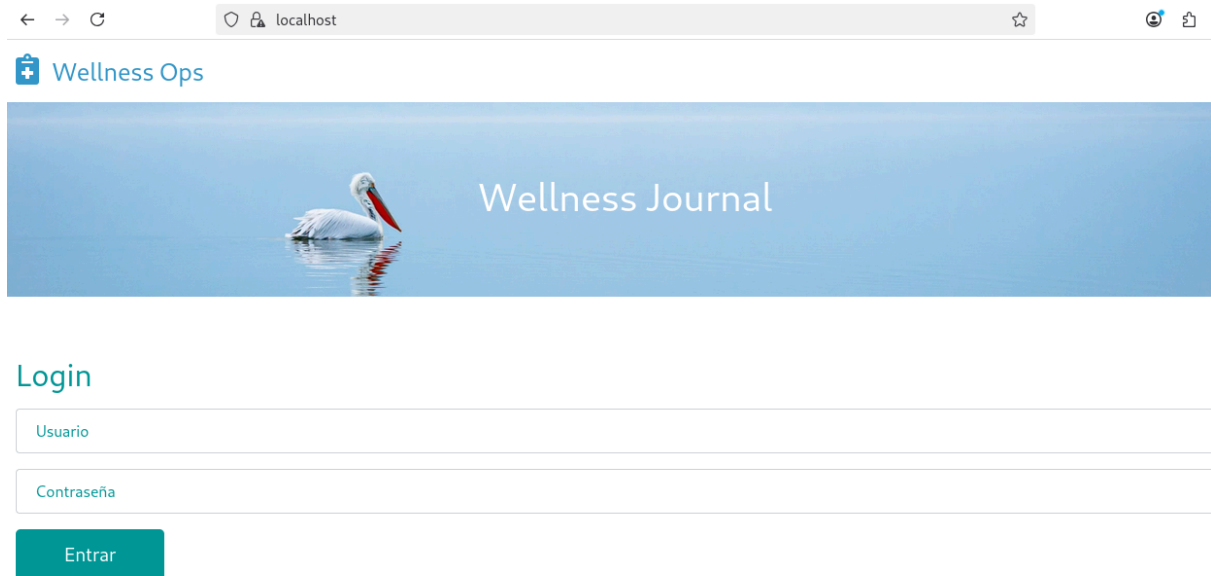 localhost
Wellness Ops
Wellness Journal
Login
Usuario
Contraseña
Entrar